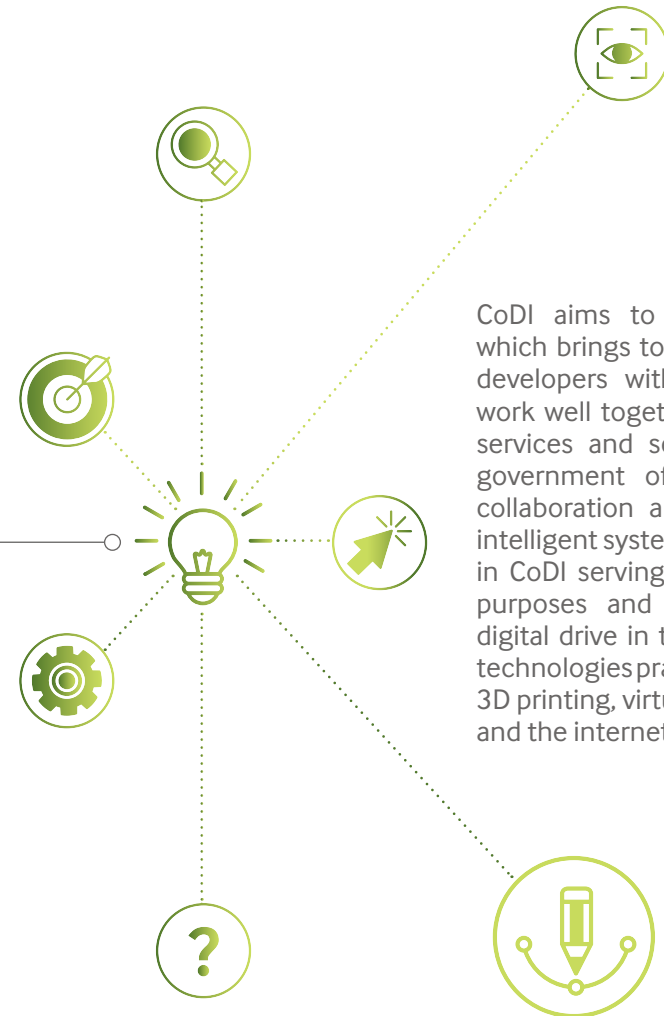 CoDI aims to
which brings to
developers with
work well toget
services and so
government of
collaboration a
intelligent syste
in CoDI serving
purposes and
digital drive in t
technologies pra
3D printing, virtu
and the internet
?